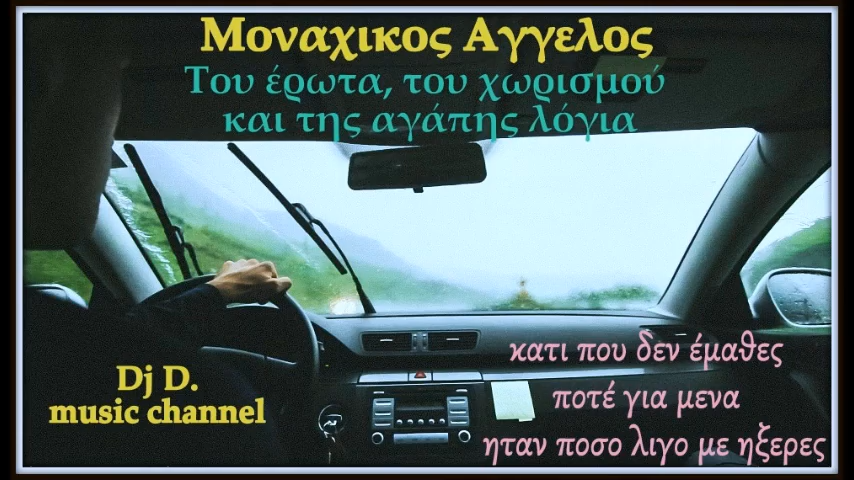 Μοναχικος Αγγελος
Του έρωτα, του χωρισμού
και της αγάπης λόγια
κατι που δεν έμαθες
ποτέ για μενα
ηταν ποσο λιγο με ηξερες
Dj D.
music channel